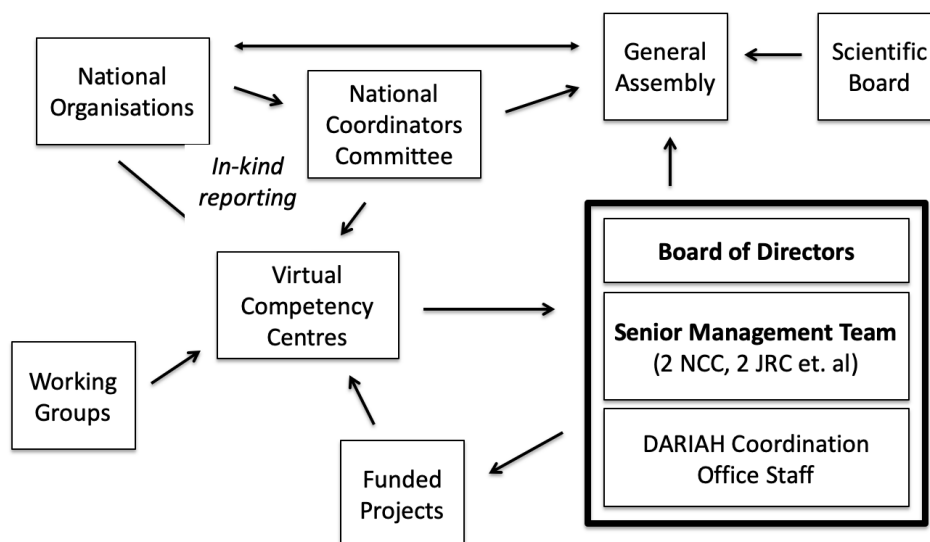 National
Organisations
National
Coordinators
Committee
General
Assembly
Scientific
Board
In-kind
reporting
Virtual
Competency
Centres
Board of Directors
Senior Management Team
(2 NCC, 2 JRC et. al)
DARIAH Coordination
Office Staff
Working
Groups
Funded
Projects